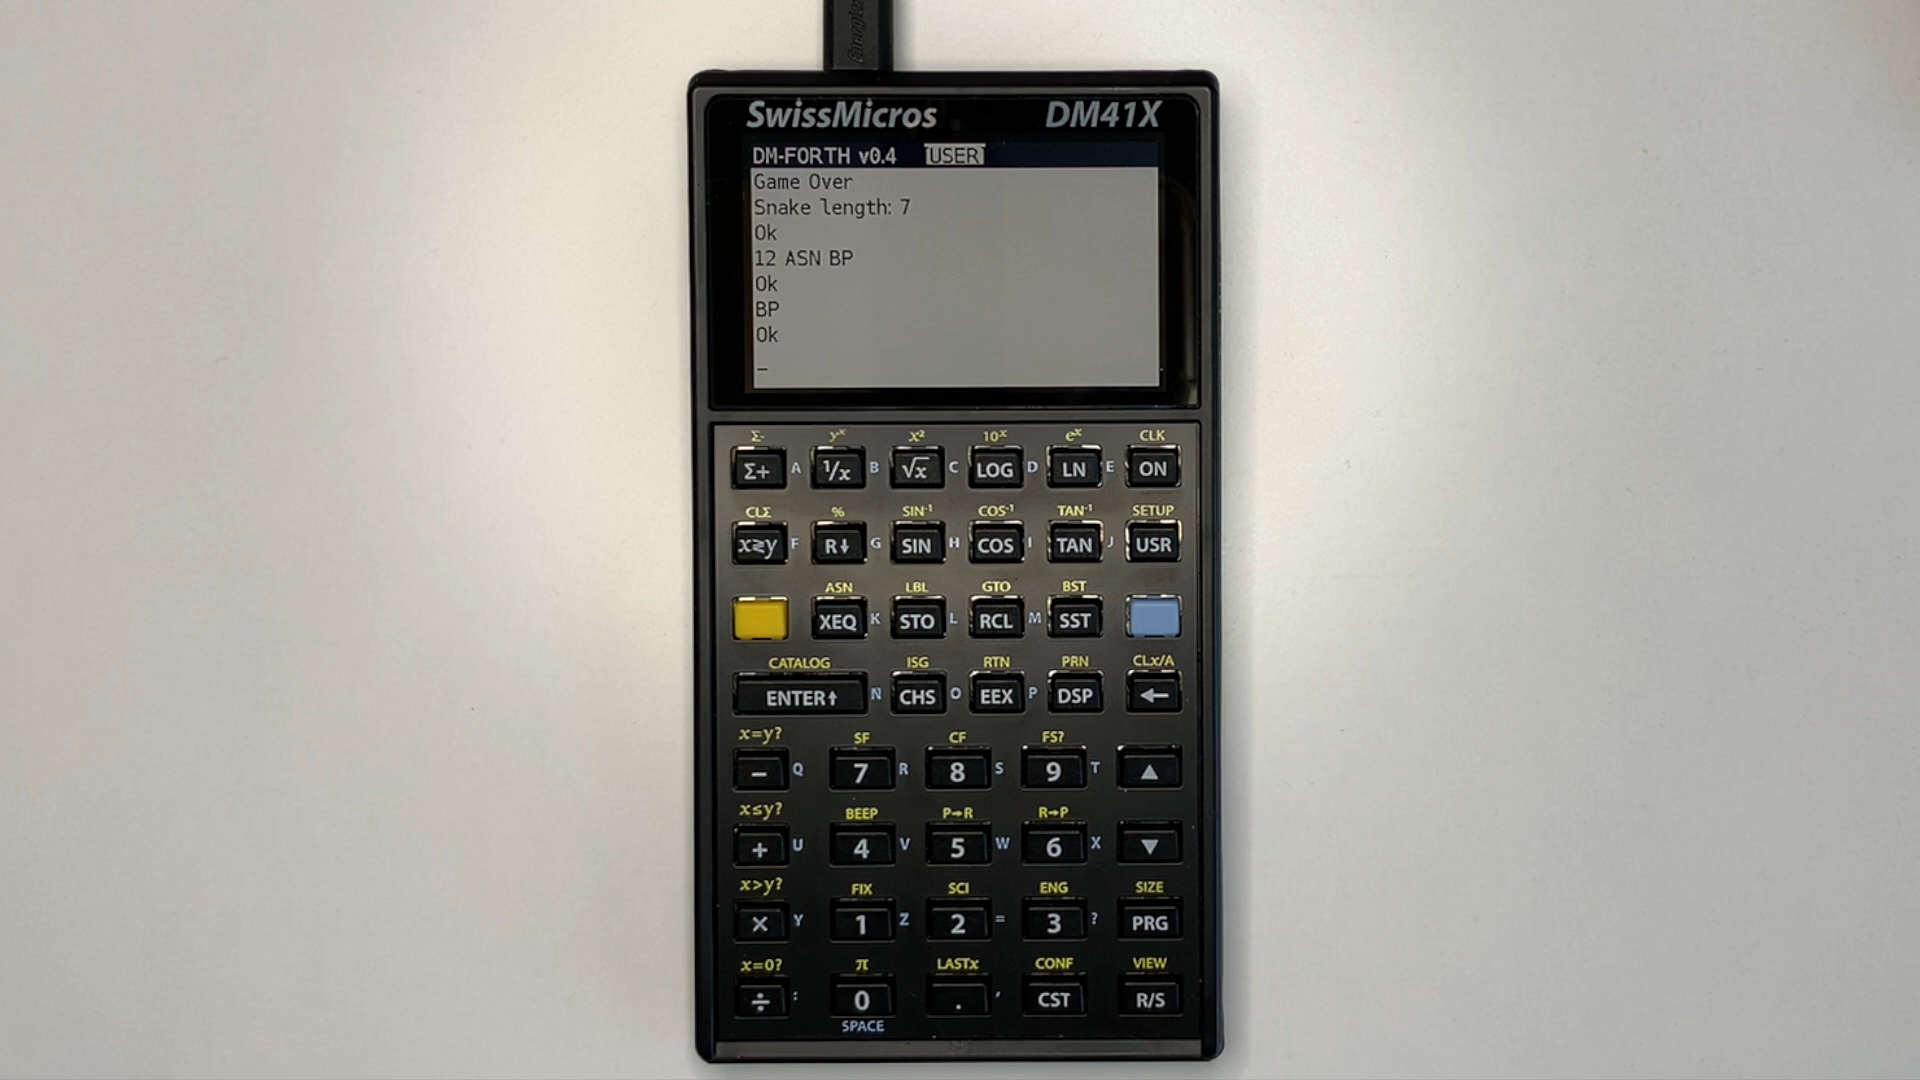 Energizer
SwissMicros DM41X
DM-FORTH v0.4 USER
Game Over
Snake length: 7
Ok
12 ASN BP
Ok
BP
Ok
_
Σ- yˣ x² 10ˣ eˣ CLK
Σ+ A 1/x B √x C LOG D LN E ON
CLΣ % SIN⁻¹ COS⁻¹ TAN⁻¹ SETUP
x≷y F R↓ G SIN H COS I TAN J USR
ASN LBL GTO BST
XEQ K STO L RCL M SST
CATALOG ISG RTN PRN CLx/A
ENTER↑ N CHS O EEX P DSP ←
x=y? SF CF FS?
− Q 7 R 8 S 9 T ▲
x≤y? BEEP P→R R→P
+ U 4 V 5 W 6 X ▼
x>y? FIX SCI ENG SIZE
× Y 1 Z 2 = 3 ? PRG
x=0? π LASTx CONF VIEW
÷ : 0 . , CST R/S
SPACE